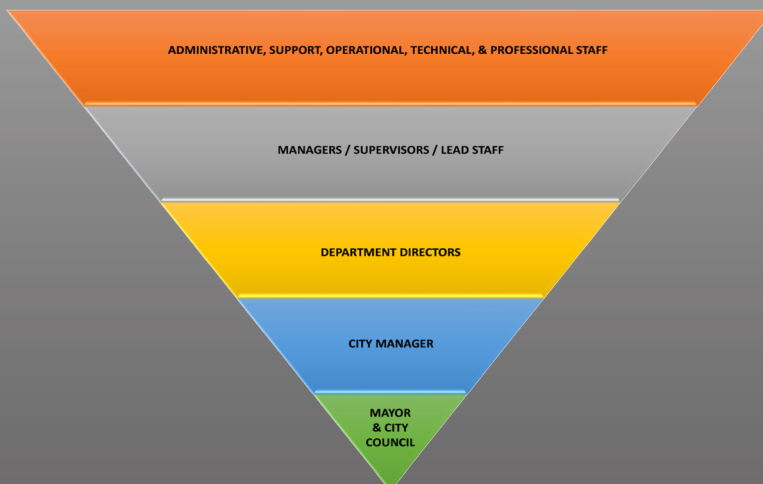 ADMINISTRATIVE, SUPPORT, OPERATIONAL, TECHNICAL, & PROFESSIONAL STAFF
MANAGERS / SUPERVISORS / LEAD STAFF
DEPARTMENT DIRECTORS
CITY MANAGER
MAYOR
& CITY
COUNCIL